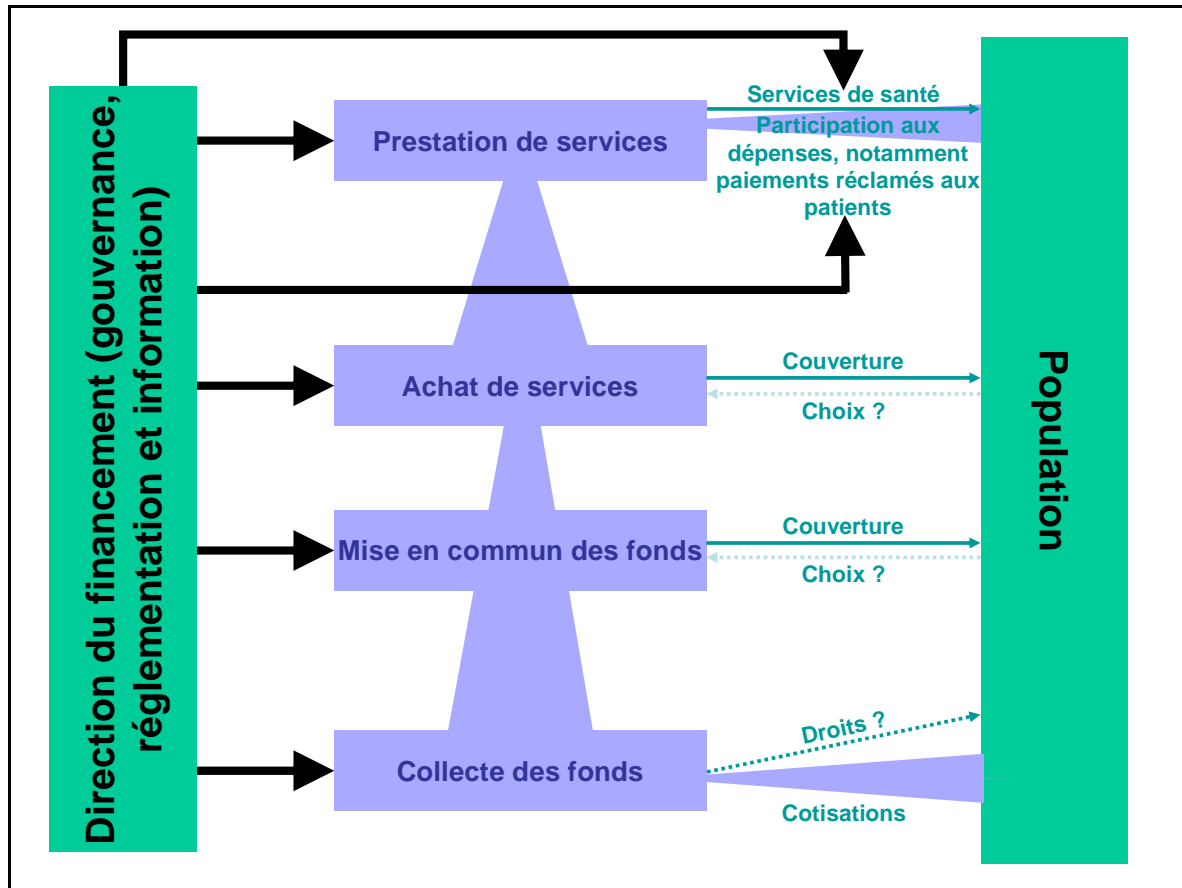 Direction du financement (gouvernance,
réglementation et information)
Prestation de services
Services de santé
Participation aux
dépenses, notamment
paiements réclamés aux
patients
Achat de services
Couverture
Choix ?
Mise en commun des fonds
Couverture
Choix ?
Collecte des fonds
Droits ?
Cotisations
Population